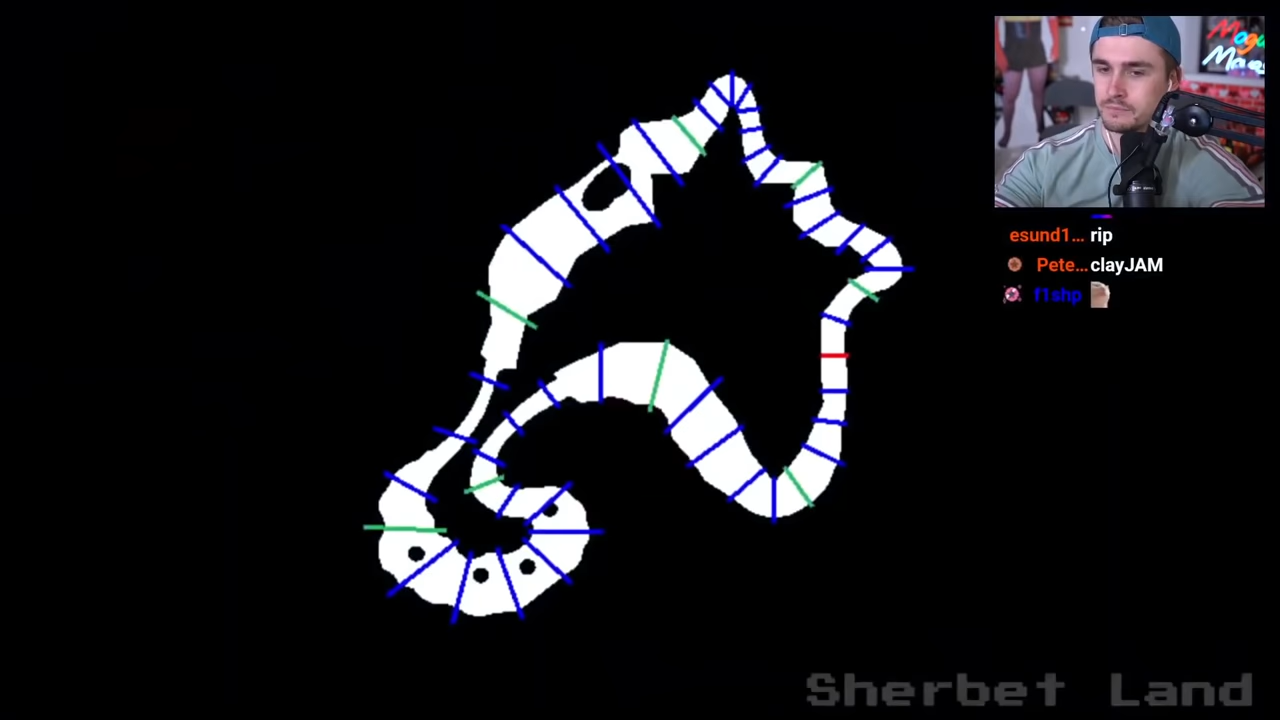 esund1… rip
Pete… clayJAM
f1shp
Sherbet Land